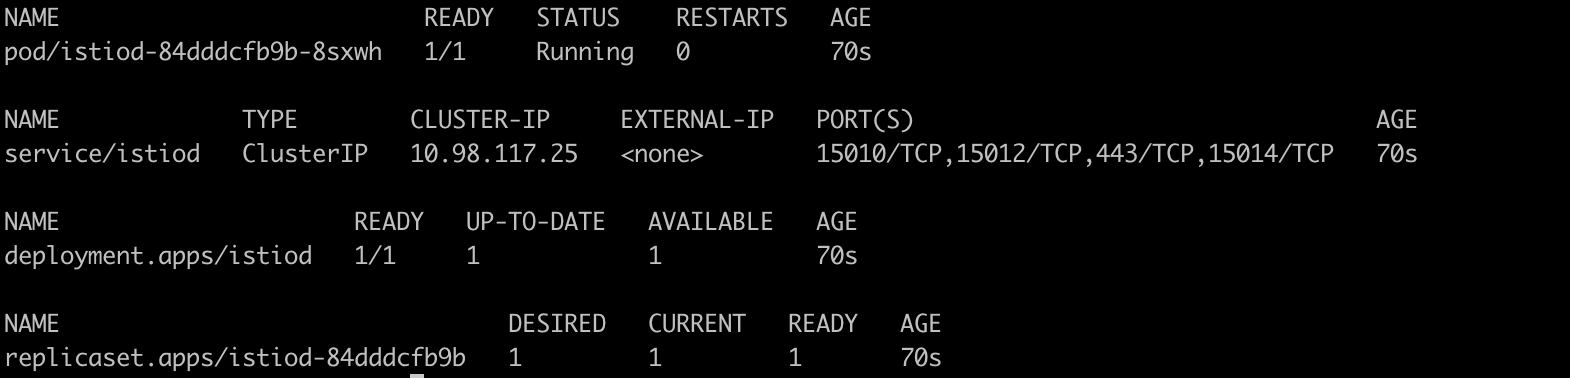 NAME                          READY   STATUS    RESTARTS   AGE
pod/istiod-84dddcfb9b-8sxwh   1/1     Running   0          70s

NAME             TYPE        CLUSTER-IP     EXTERNAL-IP   PORT(S)                                 AGE
service/istiod   ClusterIP   10.98.117.25   <none>        15010/TCP,15012/TCP,443/TCP,15014/TCP   70s

NAME                     READY   UP-TO-DATE   AVAILABLE   AGE
deployment.apps/istiod   1/1     1            1           70s

NAME                                DESIRED   CURRENT   READY   AGE
replicaset.apps/istiod-84dddcfb9b   1         1         1       70s